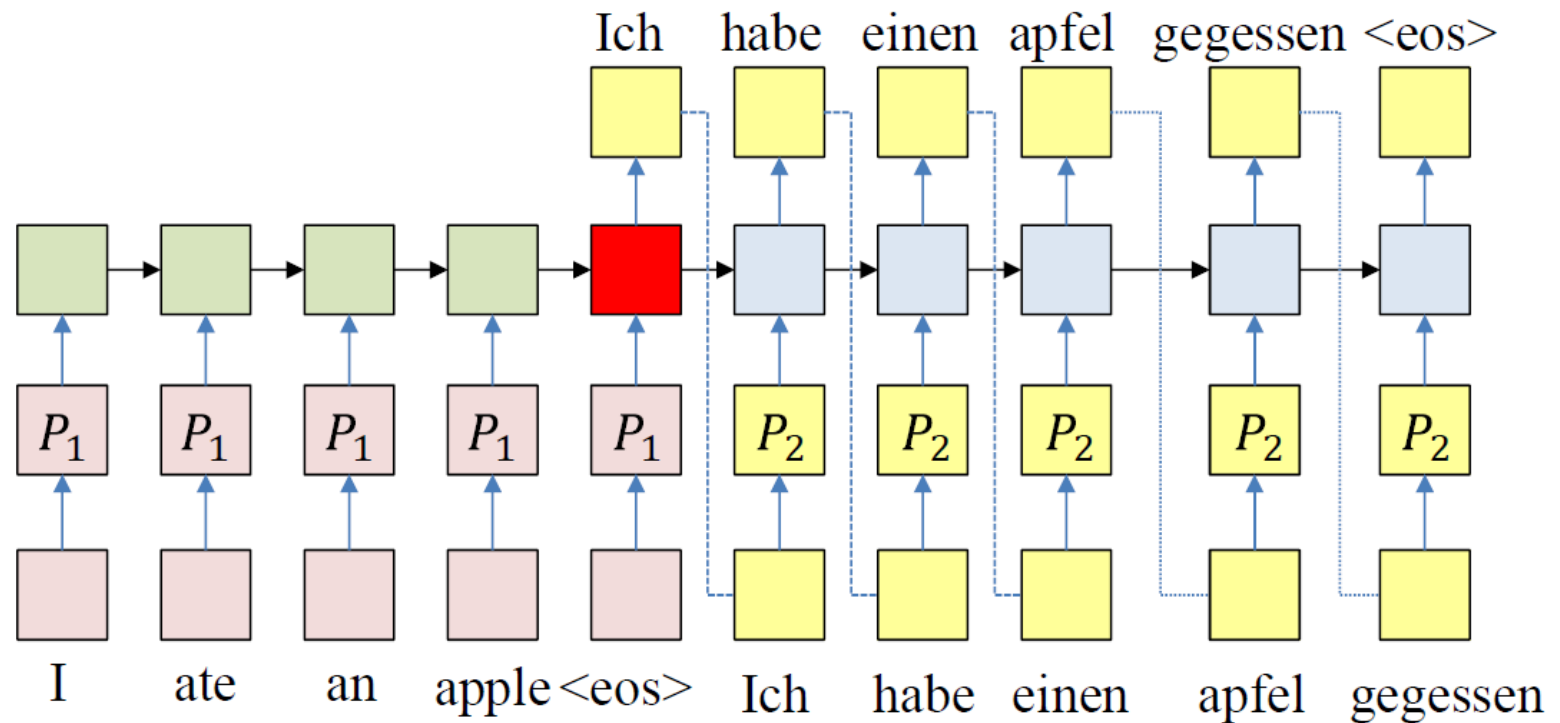 Ich habe einen apfel gegessen <eos>
P₁ P₁ P₁ P₁ P₁ P₂ P₂ P₂ P₂ P₂
I ate an apple <eos> Ich habe einen apfel gegessen